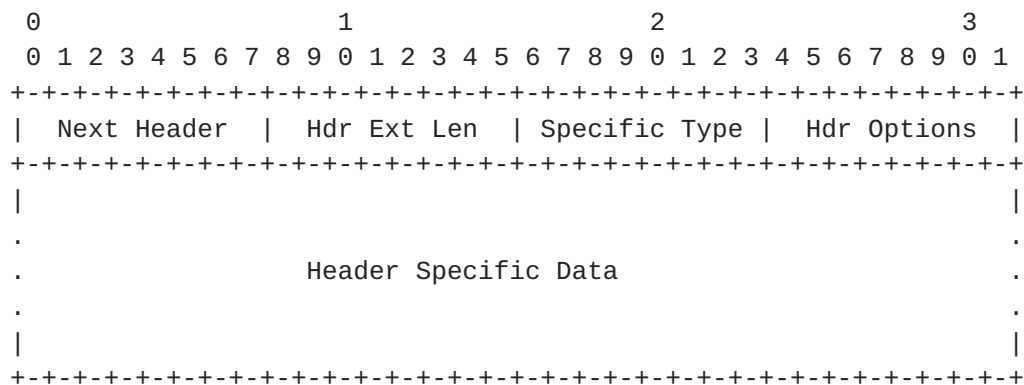 0                   1                   2                   3
 0 1 2 3 4 5 6 7 8 9 0 1 2 3 4 5 6 7 8 9 0 1 2 3 4 5 6 7 8 9 0 1
+-+-+-+-+-+-+-+-+-+-+-+-+-+-+-+-+-+-+-+-+-+-+-+-+-+-+-+-+-+-+-+-+
|  Next Header  |  Hdr Ext Len  | Specific Type |  Hdr Options  |
+-+-+-+-+-+-+-+-+-+-+-+-+-+-+-+-+-+-+-+-+-+-+-+-+-+-+-+-+-+-+-+-+
|                                                               |
.                                                               .
.                  Header Specific Data                         .
.                                                               .
|                                                               |
+-+-+-+-+-+-+-+-+-+-+-+-+-+-+-+-+-+-+-+-+-+-+-+-+-+-+-+-+-+-+-+-+